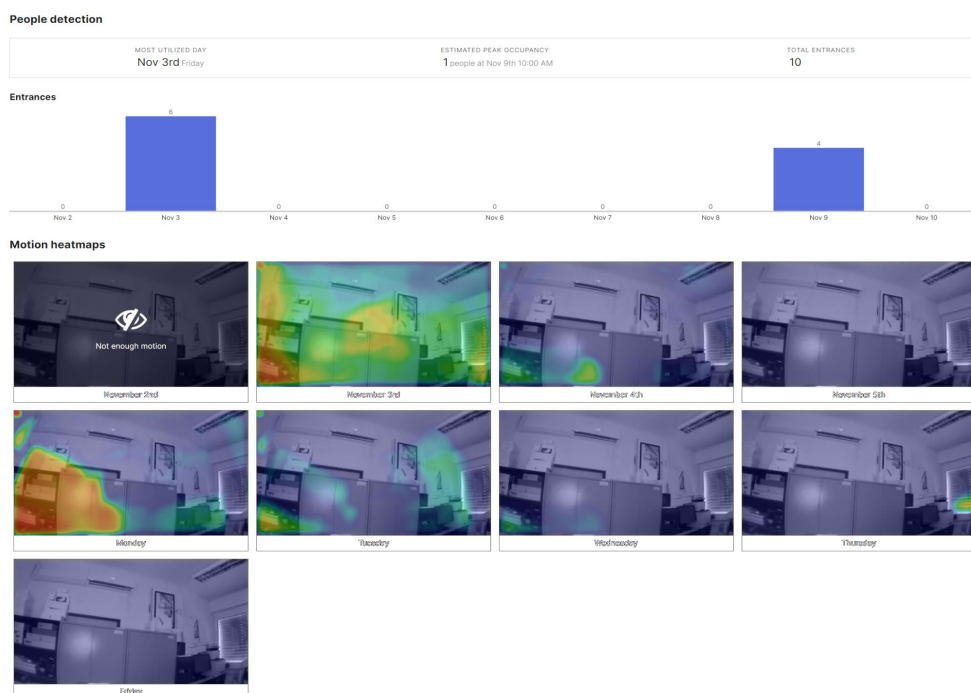 People detection
MOST UTILIZED DAY
Nov 3rd Friday
ESTIMATED PEAK OCCUPANCY
1 people at Nov 9th 10:00 AM
TOTAL ENTRANCES
10
Entrances
0 6 0 0 0 0 0 4 0
Nov 2 Nov 3 Nov 4 Nov 5 Nov 6 Nov 7 Nov 8 Nov 9 Nov 10
Motion heatmaps
Not enough motion
November 2nd November 3rd November 4th November 5th
Monday Tuesday Wednesday Thursday
Friday